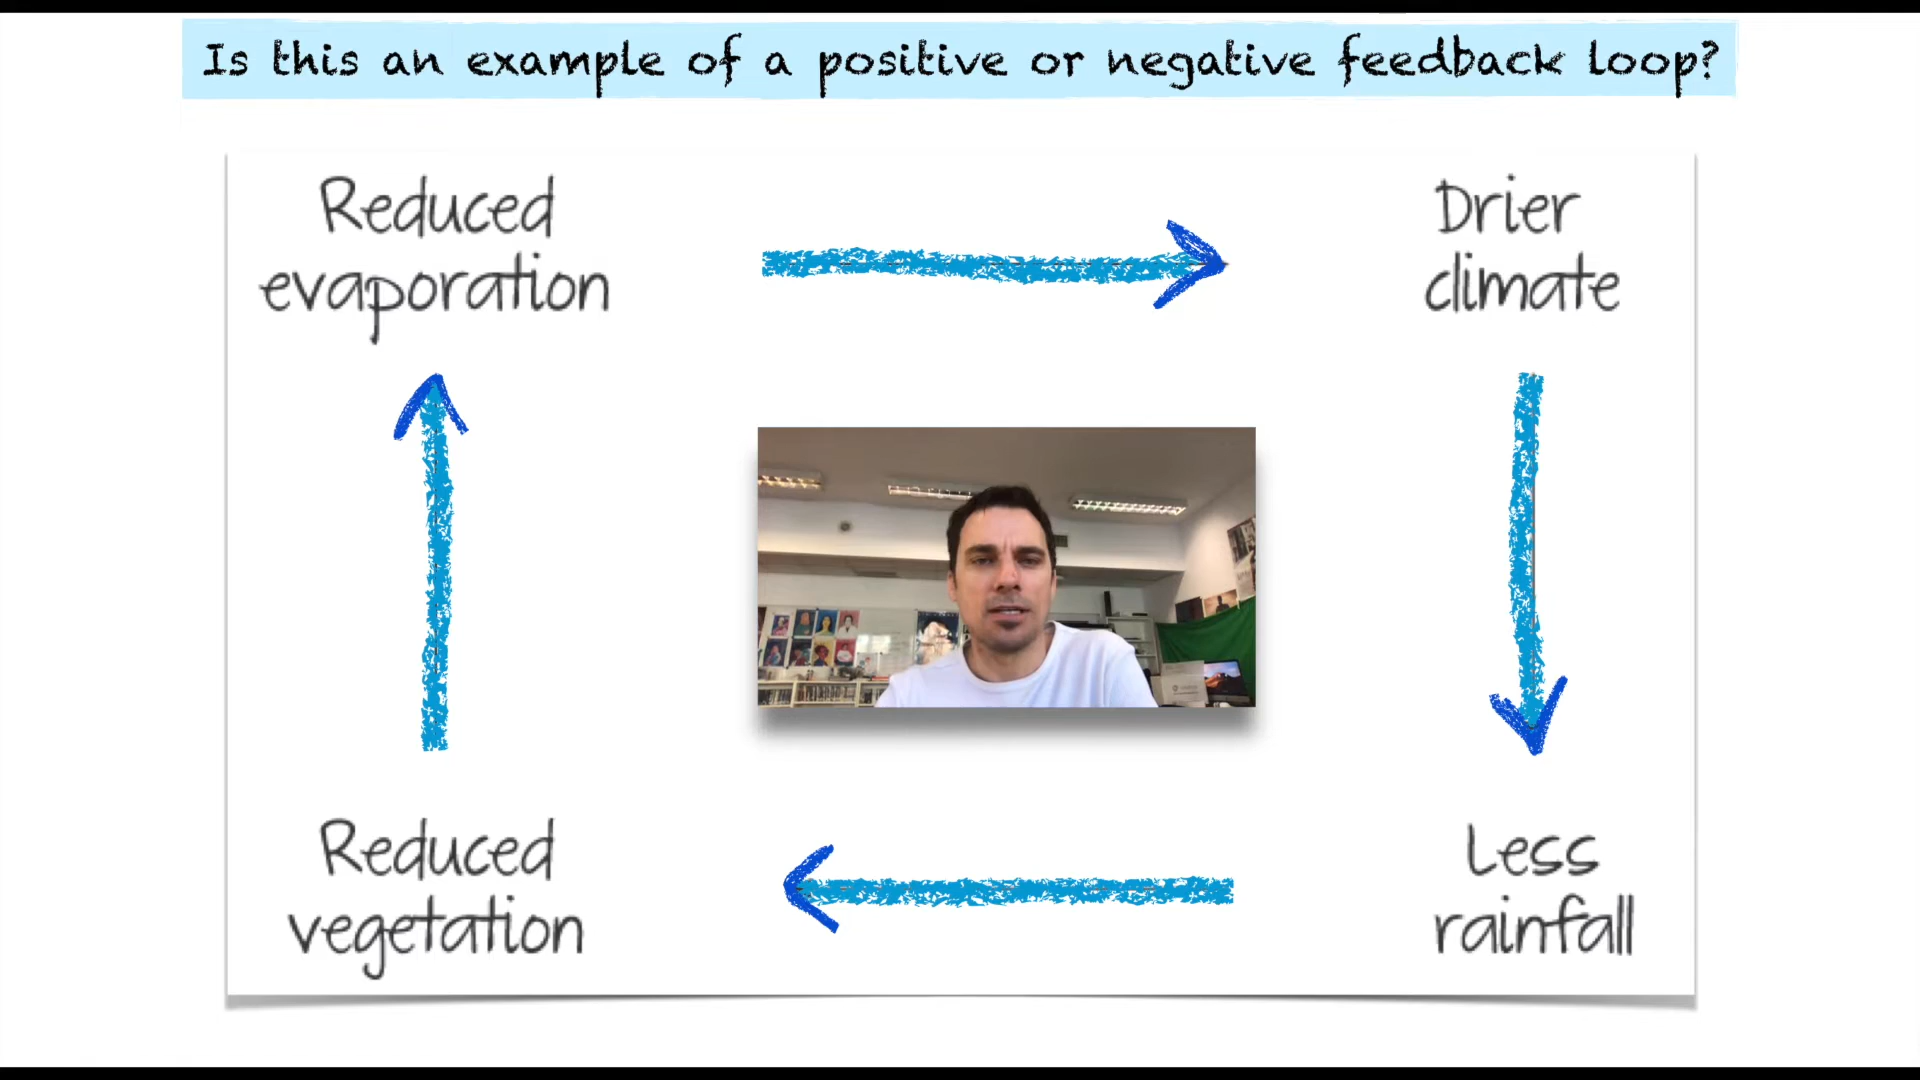 Is this an example of a positive or negative feedback loop?
Reduced
evaporation
Drier
climate
Reduced
vegetation
Less
rainfall